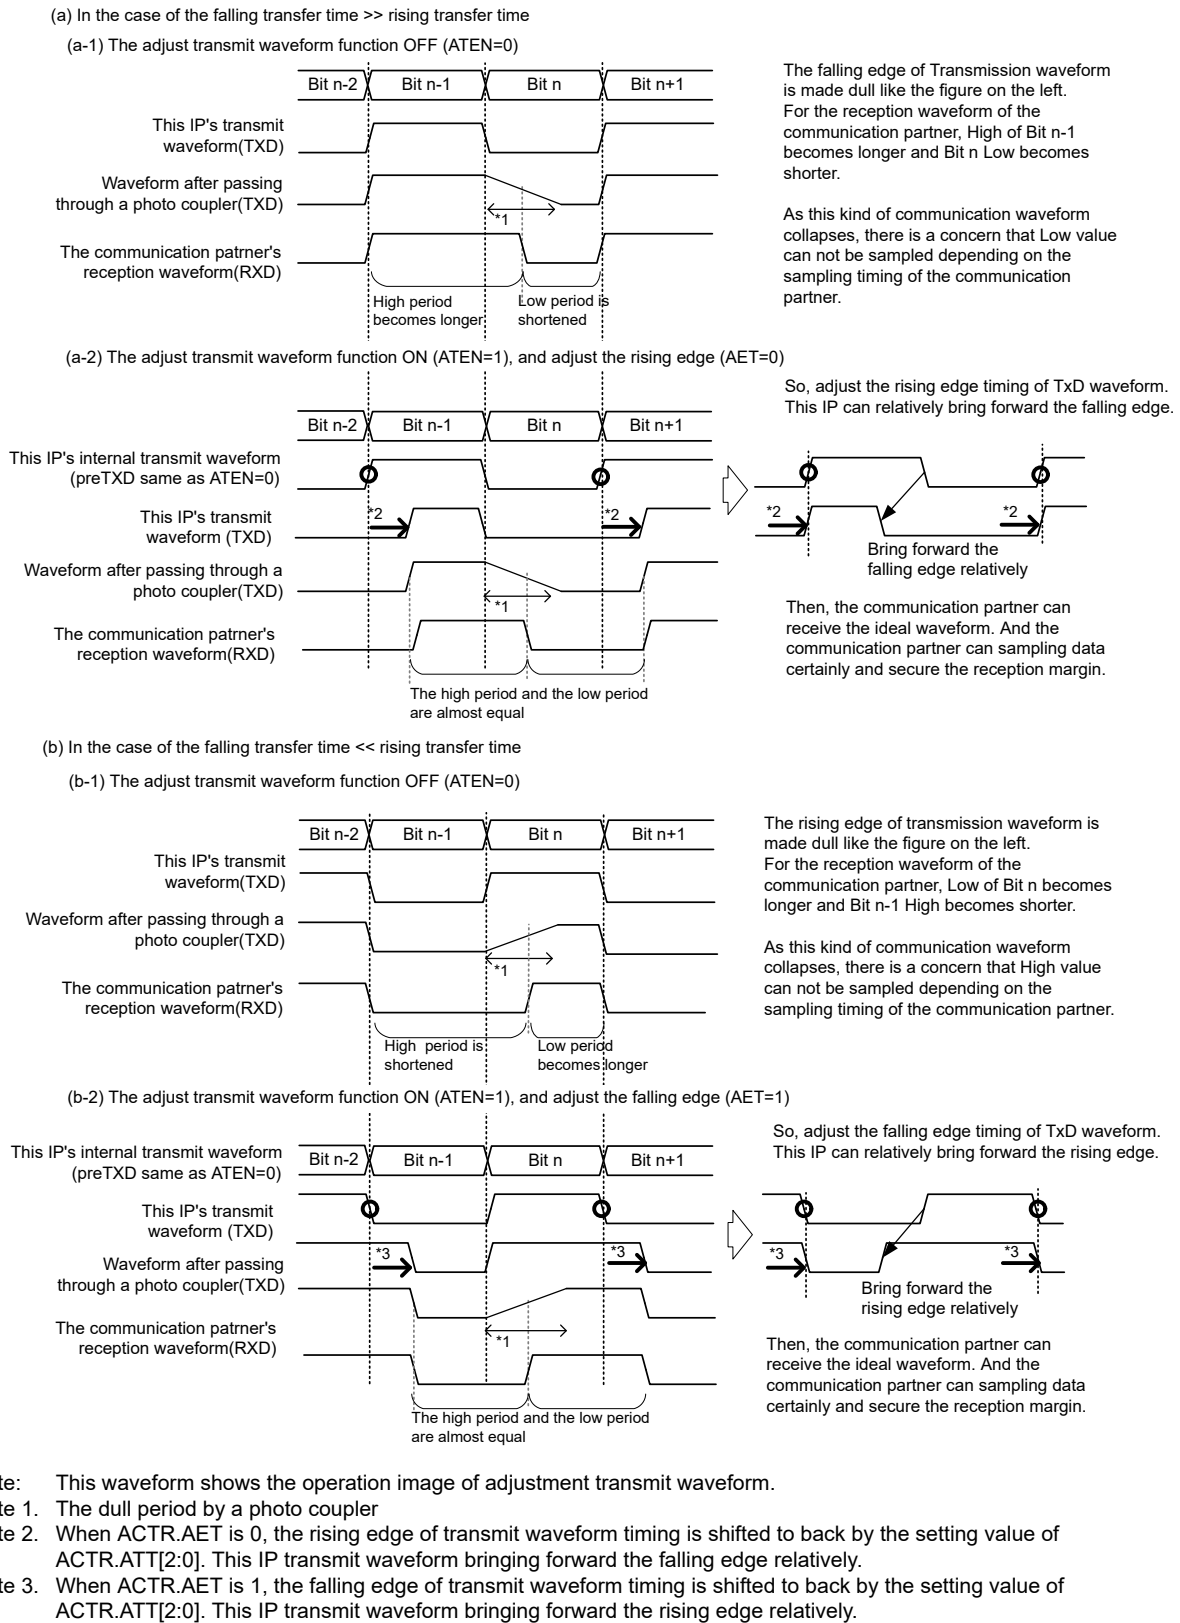 (a) In the case of the falling transfer time >> rising transfer time
(a-1) The adjust transmit waveform function OFF (ATEN=0)
Bit n-2 Bit n-1 Bit n Bit n+1
This IP's transmit
waveform(TXD)
Waveform after passing
through a photo coupler(TXD)
*1
The communication patrner's
reception waveform(RXD)
High period
becomes longer
Low period is
shortened
The falling edge of Transmission waveform
is made dull like the figure on the left.
For the reception waveform of the
communication partner, High of Bit n-1
becomes longer and Bit n Low becomes
shorter.
As this kind of communication waveform
collapses, there is a concern that Low value
can not be sampled depending on the
sampling timing of the communication
partner.
(a-2) The adjust transmit waveform function ON (ATEN=1), and adjust the rising edge (AET=0)
Bit n-2 Bit n-1 Bit n Bit n+1
This IP's internal transmit waveform
(preTXD same as ATEN=0)
This IP's transmit
waveform (TXD)
*2 *2
Waveform after passing through a
photo coupler(TXD)
*1
The communication patrner's
reception waveform(RXD)
The high period and the low period
are almost equal
So, adjust the rising edge timing of TxD waveform.
This IP can relatively bring forward the falling edge.
*2 *2
Bring forward the
falling edge relatively
Then, the communication partner can
receive the ideal waveform. And the
communication partner can sampling data
certainly and secure the reception margin.
(b) In the case of the falling transfer time << rising transfer time
(b-1) The adjust transmit waveform function OFF (ATEN=0)
Bit n-2 Bit n-1 Bit n Bit n+1
This IP's transmit
waveform(TXD)
Waveform after passing through a
photo coupler(TXD)
*1
The communication patrner's
reception waveform(RXD)
High period is
shortened
Low period
becomes longer
The rising edge of transmission waveform is
made dull like the figure on the left.
For the reception waveform of the
communication partner, Low of Bit n becomes
longer and Bit n-1 High becomes shorter.
As this kind of communication waveform
collapses, there is a concern that High value
can not be sampled depending on the
sampling timing of the communication partner.
(b-2) The adjust transmit waveform function ON (ATEN=1), and adjust the falling edge (AET=1)
This IP's internal transmit waveform
(preTXD same as ATEN=0)
Bit n-2 Bit n-1 Bit n Bit n+1
This IP's transmit
waveform (TXD)
*3 *3
Waveform after passing
through a photo coupler(TXD)
*1
The communication patrner's
reception waveform(RXD)
The high period and the low period
are almost equal
So, adjust the falling edge timing of TxD waveform.
This IP can relatively bring forward the rising edge.
*3 *3
Bring forward the
rising edge relatively
Then, the communication partner can
receive the ideal waveform. And the
communication partner can sampling data
certainly and secure the reception margin.
te: This waveform shows the operation image of adjustment transmit waveform.
te 1. The dull period by a photo coupler
te 2. When ACTR.AET is 0, the rising edge of transmit waveform timing is shifted to back by the setting value of
ACTR.ATT[2:0]. This IP transmit waveform bringing forward the falling edge relatively.
te 3. When ACTR.AET is 1, the falling edge of transmit waveform timing is shifted to back by the setting value of
ACTR.ATT[2:0]. This IP transmit waveform bringing forward the rising edge relatively.